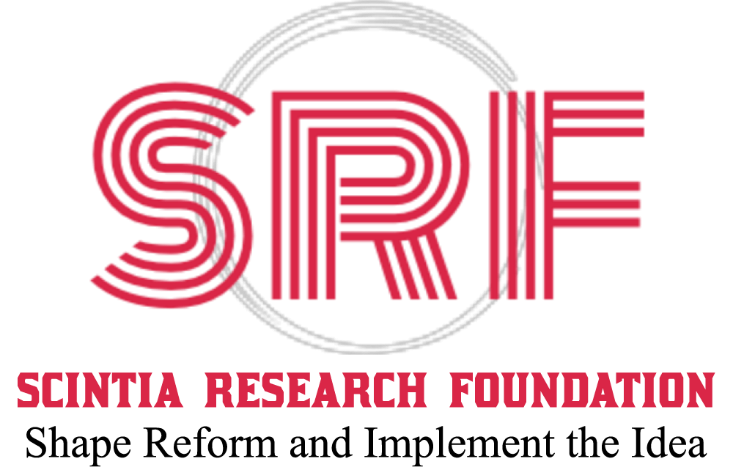 SRF
SCINTIA RESEARCH FOUNDATION
Shape Reform and Implement the Idea